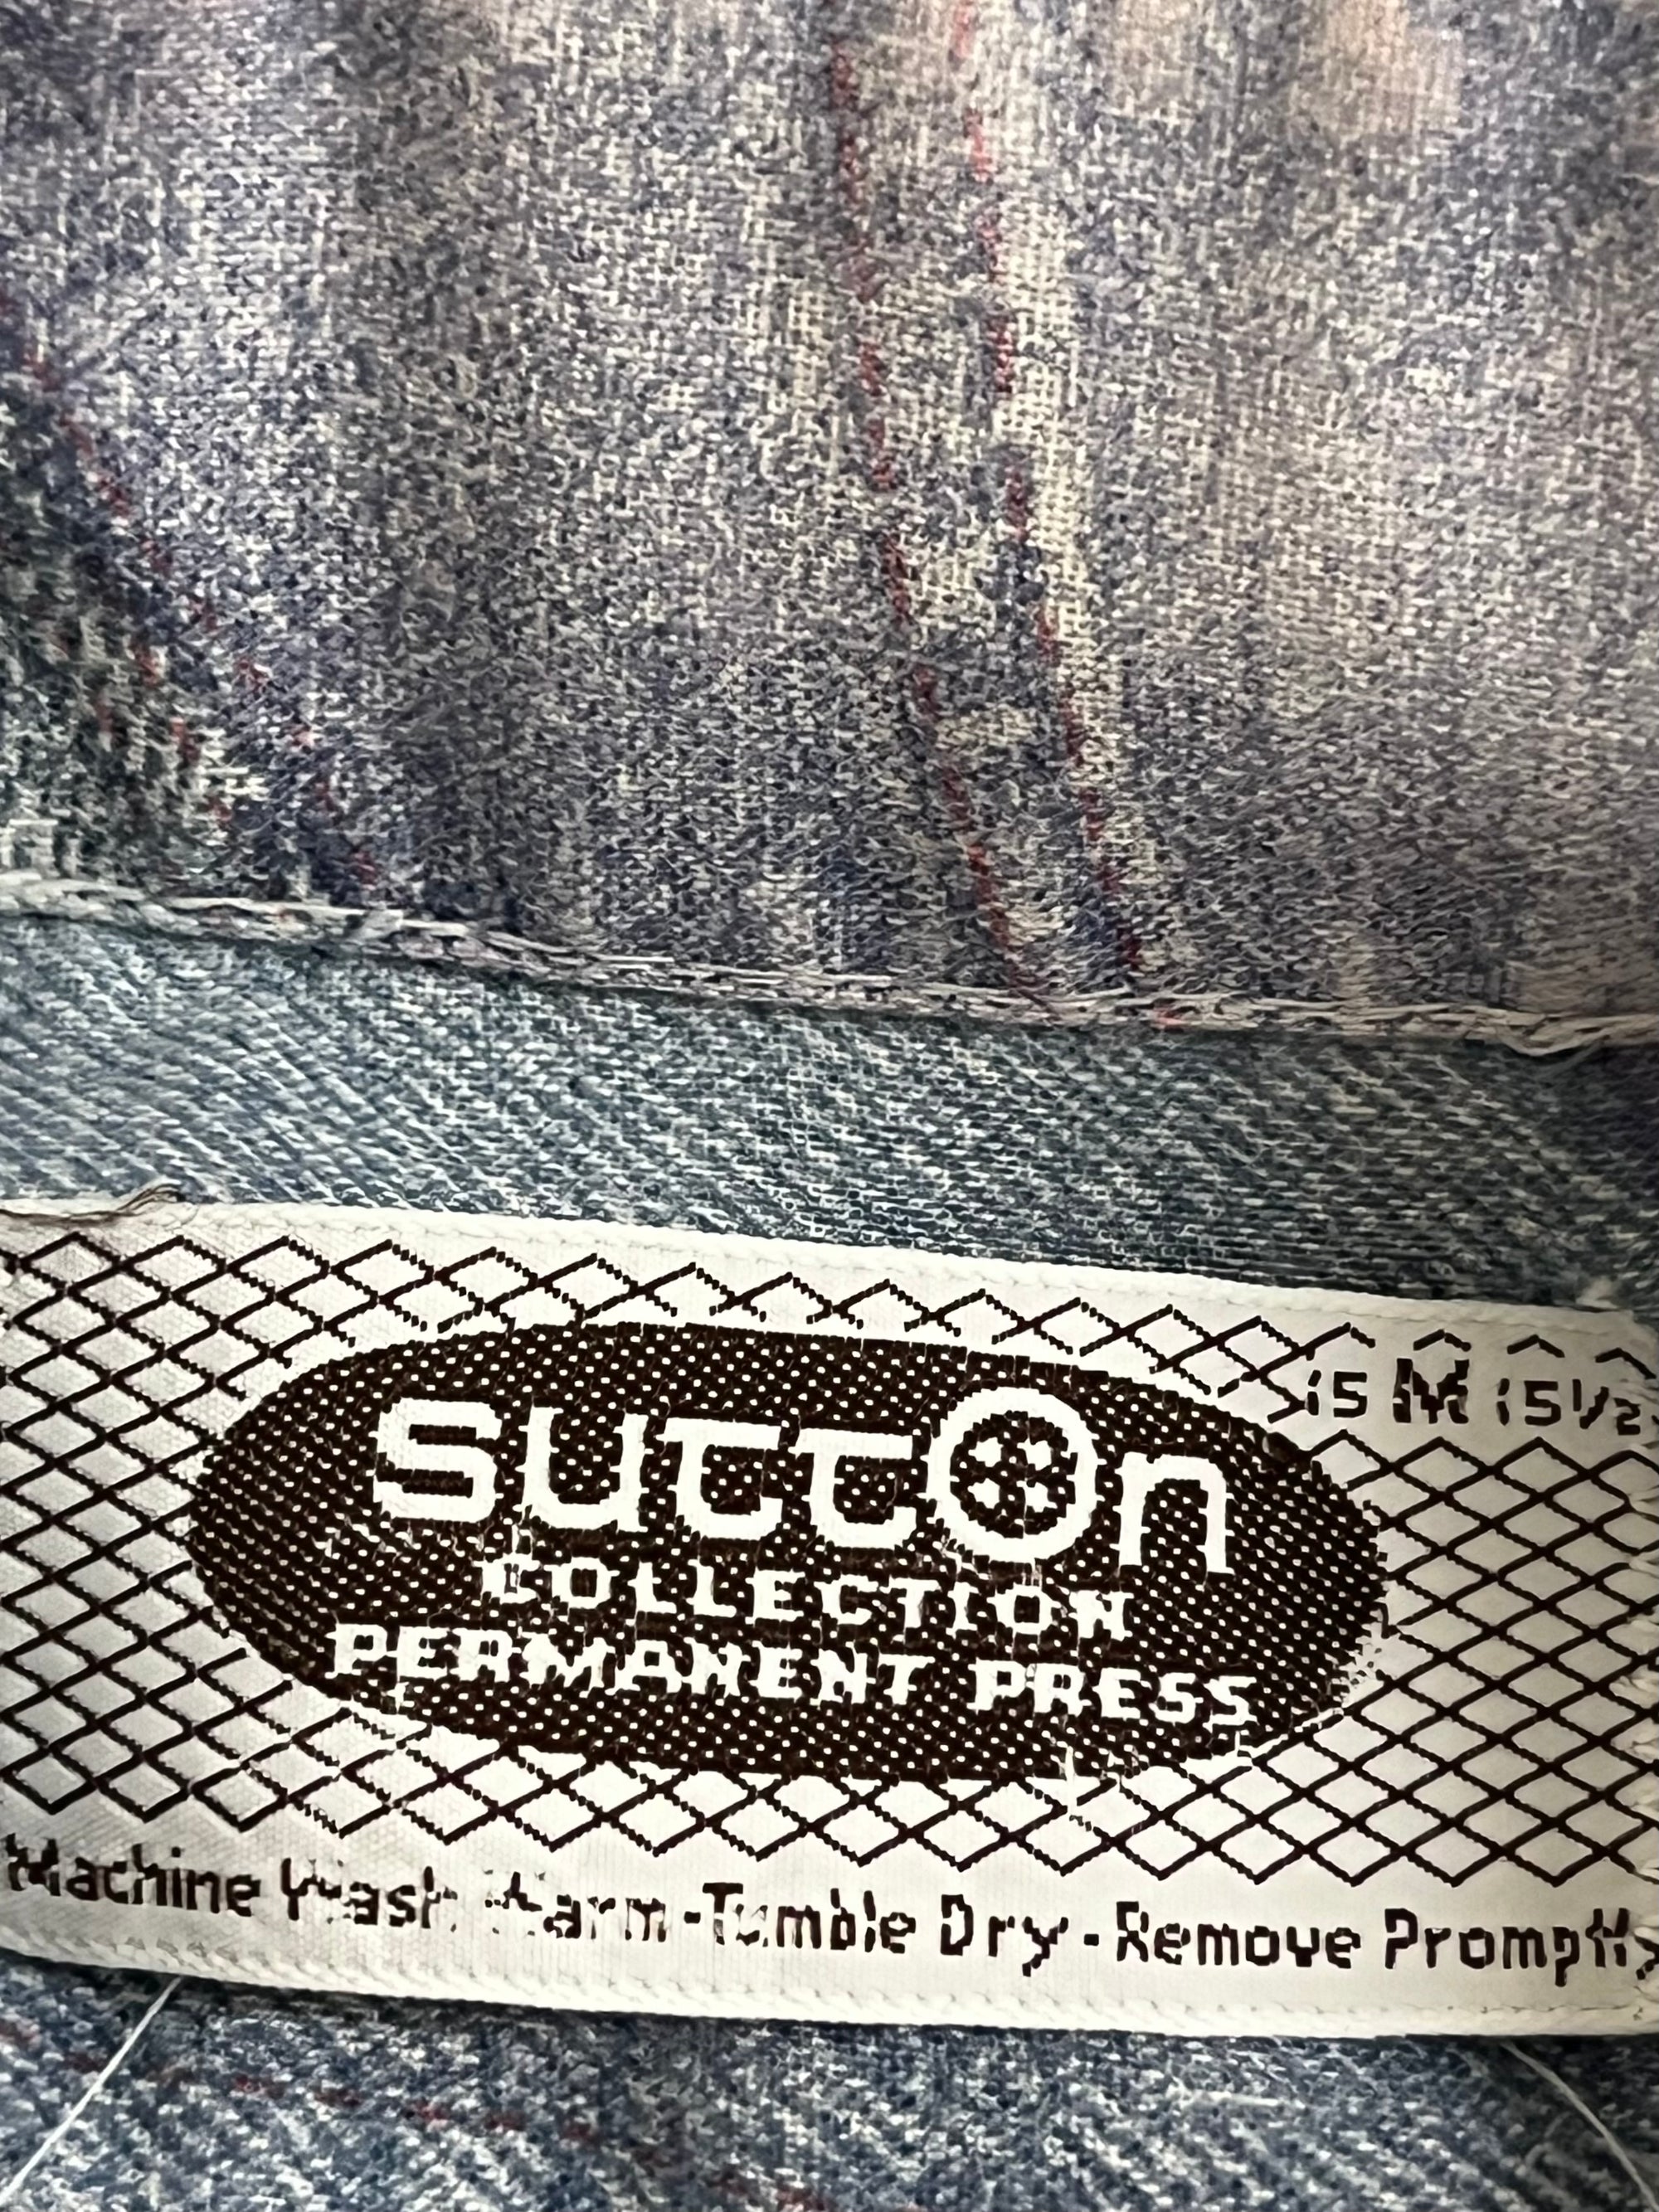 15 M 15½
sutton
COLLECTION
PERMANENT PRESS
Machine Wash Warm-Tumble Dry-Remove Promptly